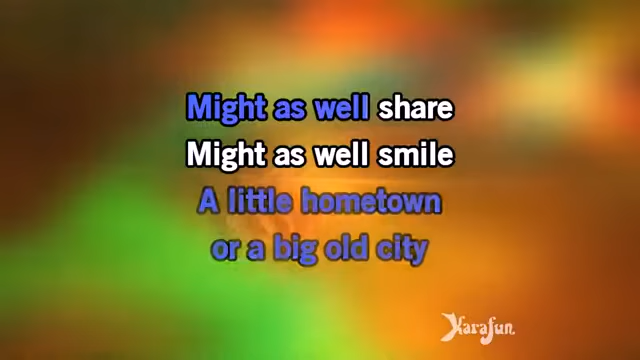 Might as well share
Might as well smile
A little hometown
or a big old city
Karafun